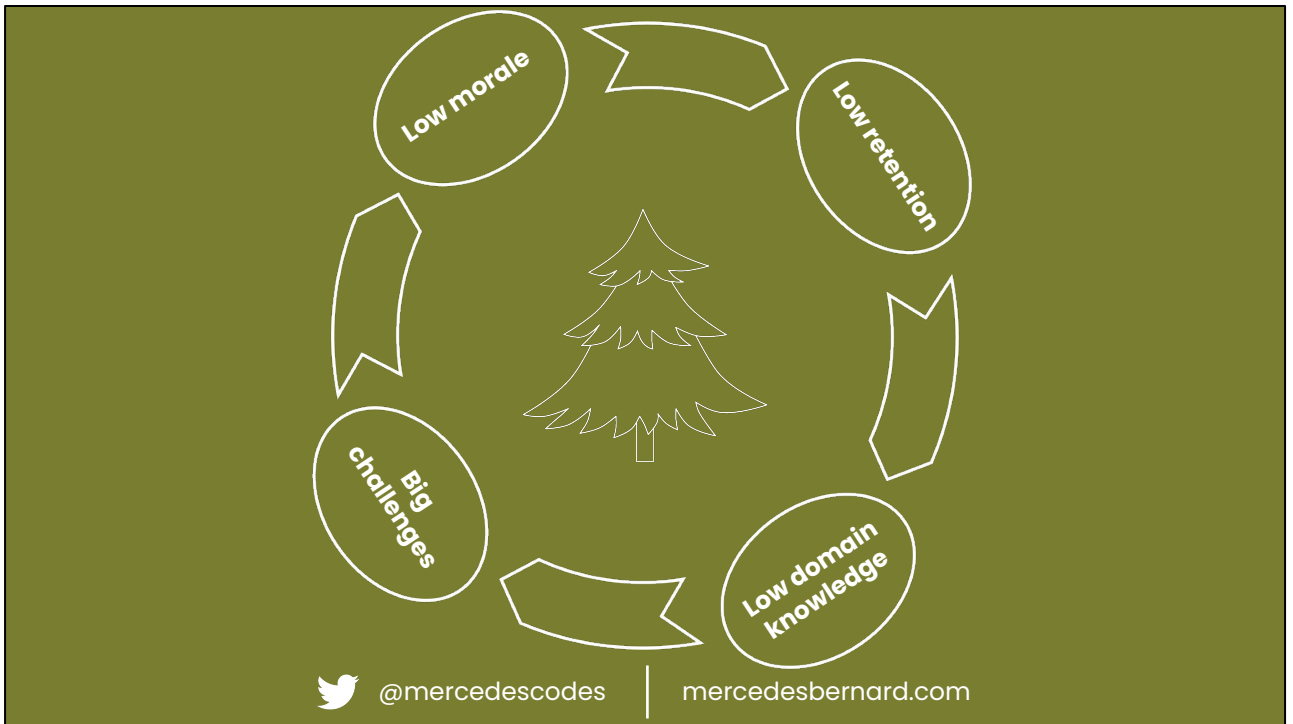 Low morale
Low retention
Low domain
knowledge
Big
challenges
@mercedescodes
mercedesbernard.com